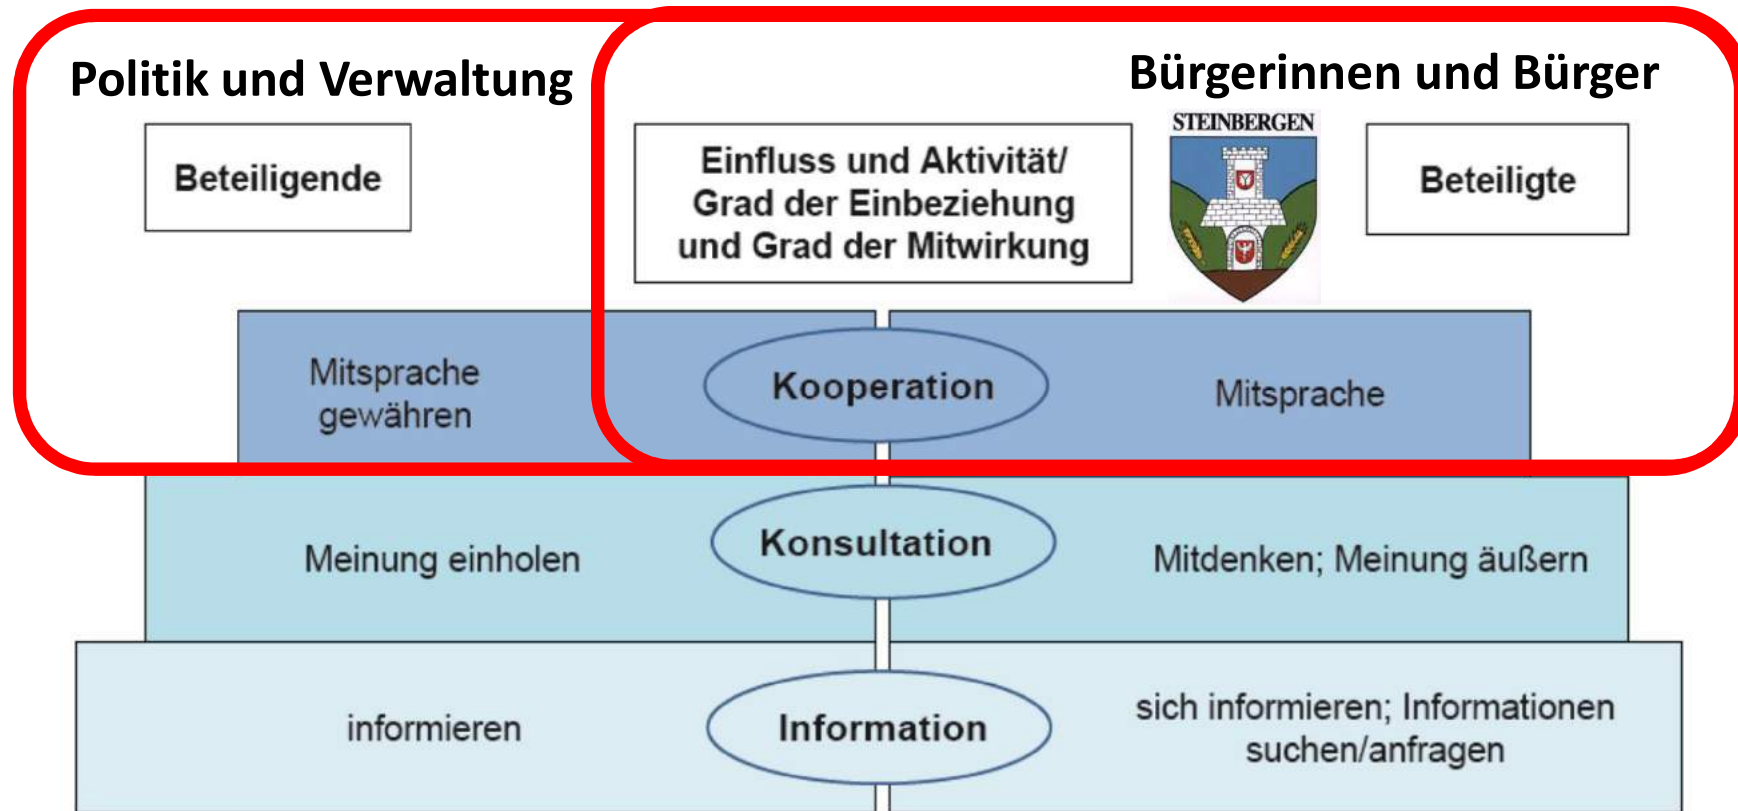 Politik und Verwaltung
Bürgerinnen und Bürger
Beteiligende
Einfluss und Aktivität/
Grad der Einbeziehung
und Grad der Mitwirkung
STEINBERGEN
Beteiligte
Mitsprache
gewähren
Kooperation
Mitsprache
Meinung einholen
Konsultation
Mitdenken; Meinung äußern
informieren
Information
sich informieren; Informationen
suchen/anfragen